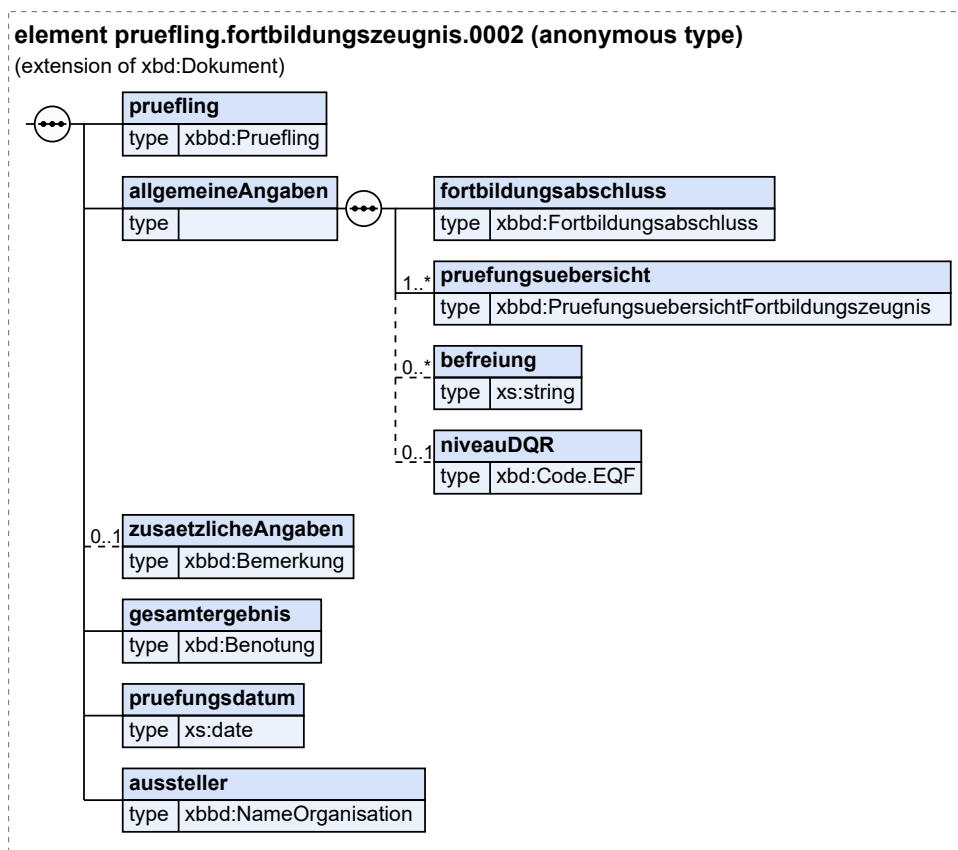 element pruefling.fortbildungszeugnis.0002 (anonymous type)
(extension of xbd:Dokument)
pruefling
type xbbd:Pruefling
allgemeineAngaben
type
fortbildungsabschluss
type xbbd:Fortbildungsabschluss
1..* pruefungsuebersicht
type xbbd:PruefungsuebersichtFortbildungszeugnis
0..* befreiung
type xs:string
0..1 niveauDQR
type xbd:Code.EQF
0..1 zusaetzlicheAngaben
type xbbd:Bemerkung
gesamtergebnis
type xbd:Benotung
pruefungsdatum
type xs:date
aussteller
type xbbd:NameOrganisation